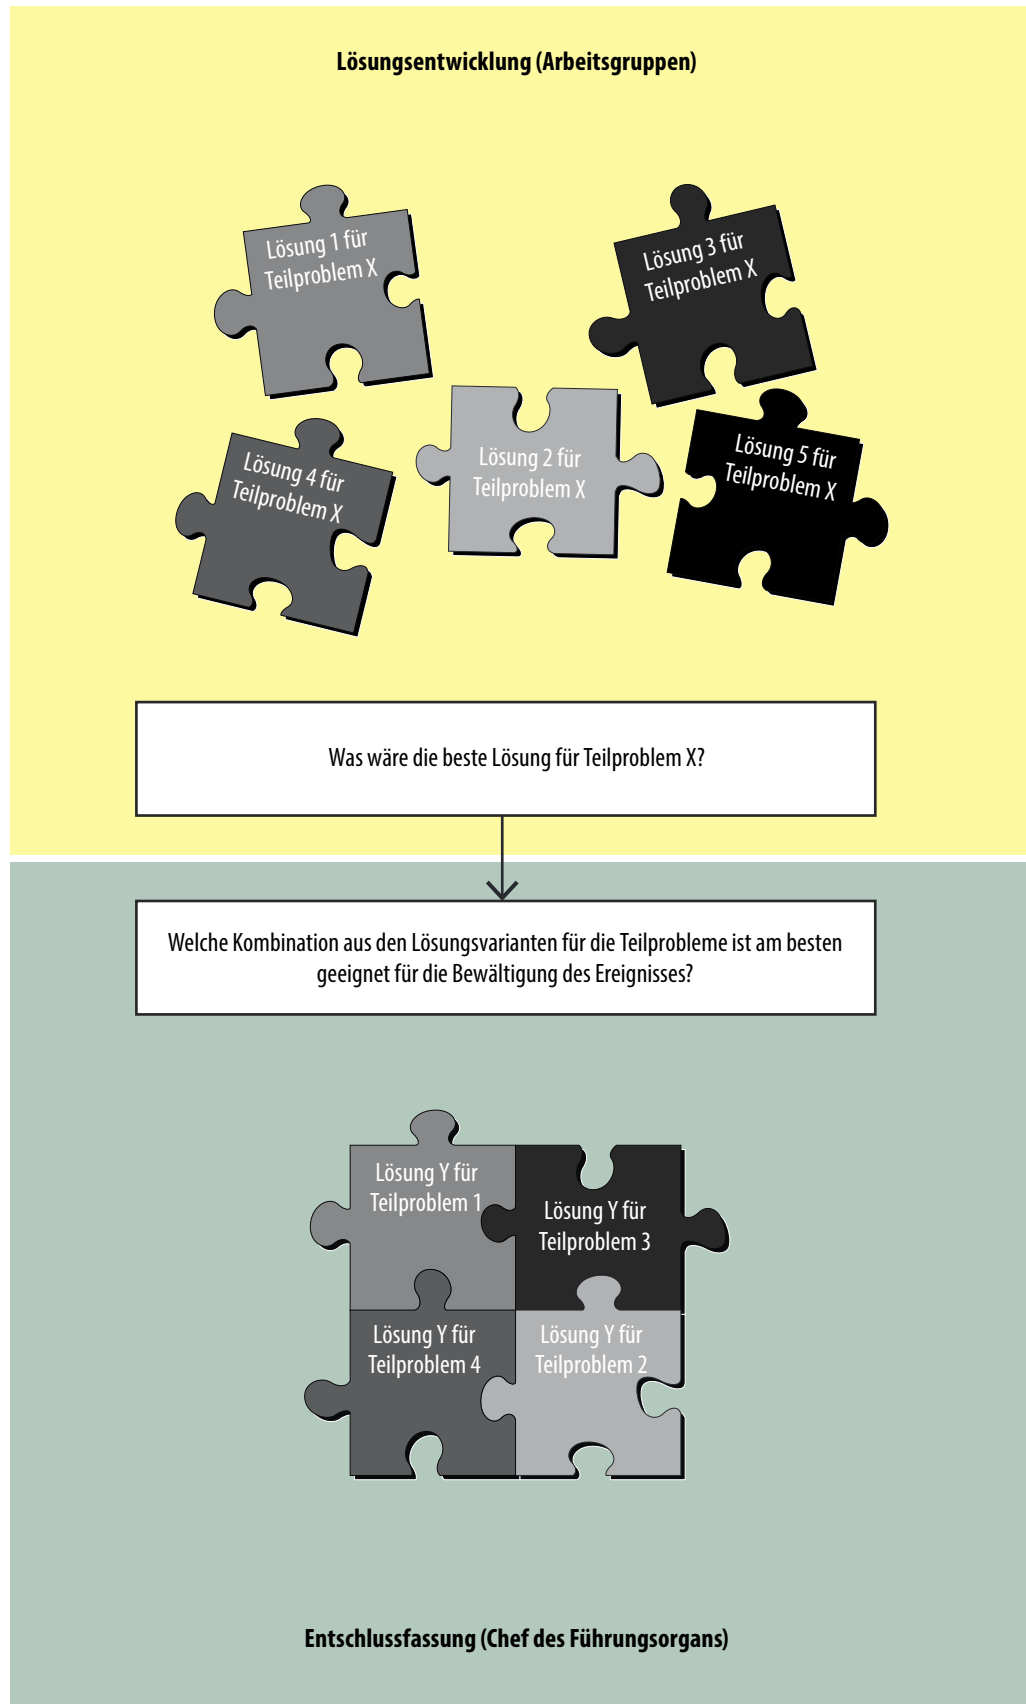 Lösungsentwicklung (Arbeitsgruppen)
Lösung 1 für
Teilproblem X
Lösung 3 für
Teilproblem X
Lösung 4 für
Teilproblem X
Lösung 2 für
Teilproblem X
Lösung 5 für
Teilproblem X
Was wäre die beste Lösung für Teilproblem X?
Welche Kombination aus den Lösungsvarianten für die Teilprobleme ist am besten
geeignet für die Bewältigung des Ereignisses?
Lösung Y für
Teilproblem 1
Lösung Y für
Teilproblem 3
Lösung Y für
Teilproblem 4
Lösung Y für
Teilproblem 2
Entschlussfassung (Chef des Führungsorgans)